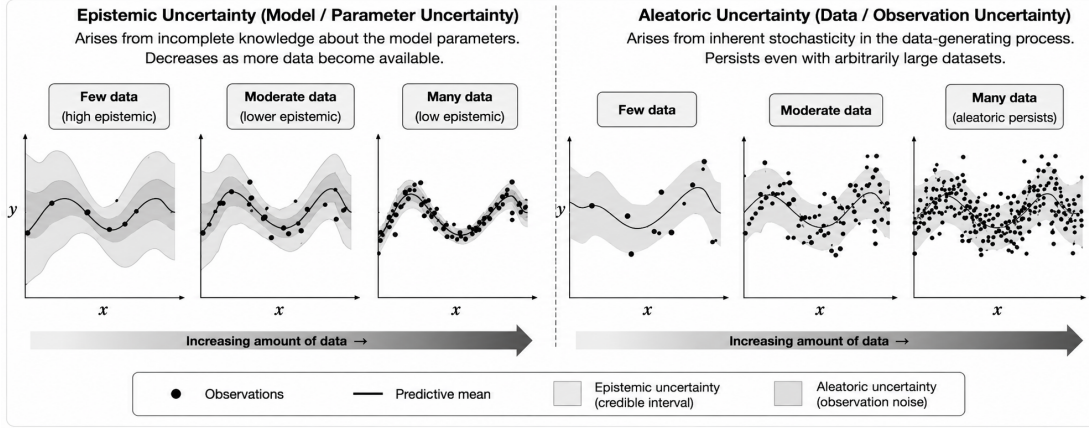 Epistemic Uncertainty (Model / Parameter Uncertainty)
Arises from incomplete knowledge about the model parameters.
Decreases as more data become available.
Few data
(high epistemic)
Moderate data
(lower epistemic)
Many data
(low epistemic)
y
x
x
x
Increasing amount of data →
Aleatoric Uncertainty (Data / Observation Uncertainty)
Arises from inherent stochasticity in the data-generating process.
Persists even with arbitrarily large datasets.
Few data
Moderate data
Many data
(aleatoric persists)
y
x
x
x
Increasing amount of data →
Observations
Predictive mean
Epistemic uncertainty
(credible interval)
Aleatoric uncertainty
(observation noise)